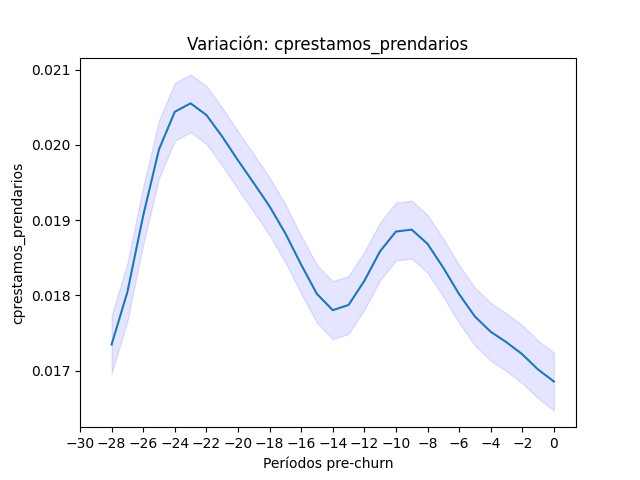 Variación: cprestamos_prendarios
0.021
0.020
0.019
0.018
0.017
cprestamos_prendarios
−30 −28 −26 −24 −22 −20 −18 −16 −14 −12 −10 −8 −6 −4 −2 0
Períodos pre-churn